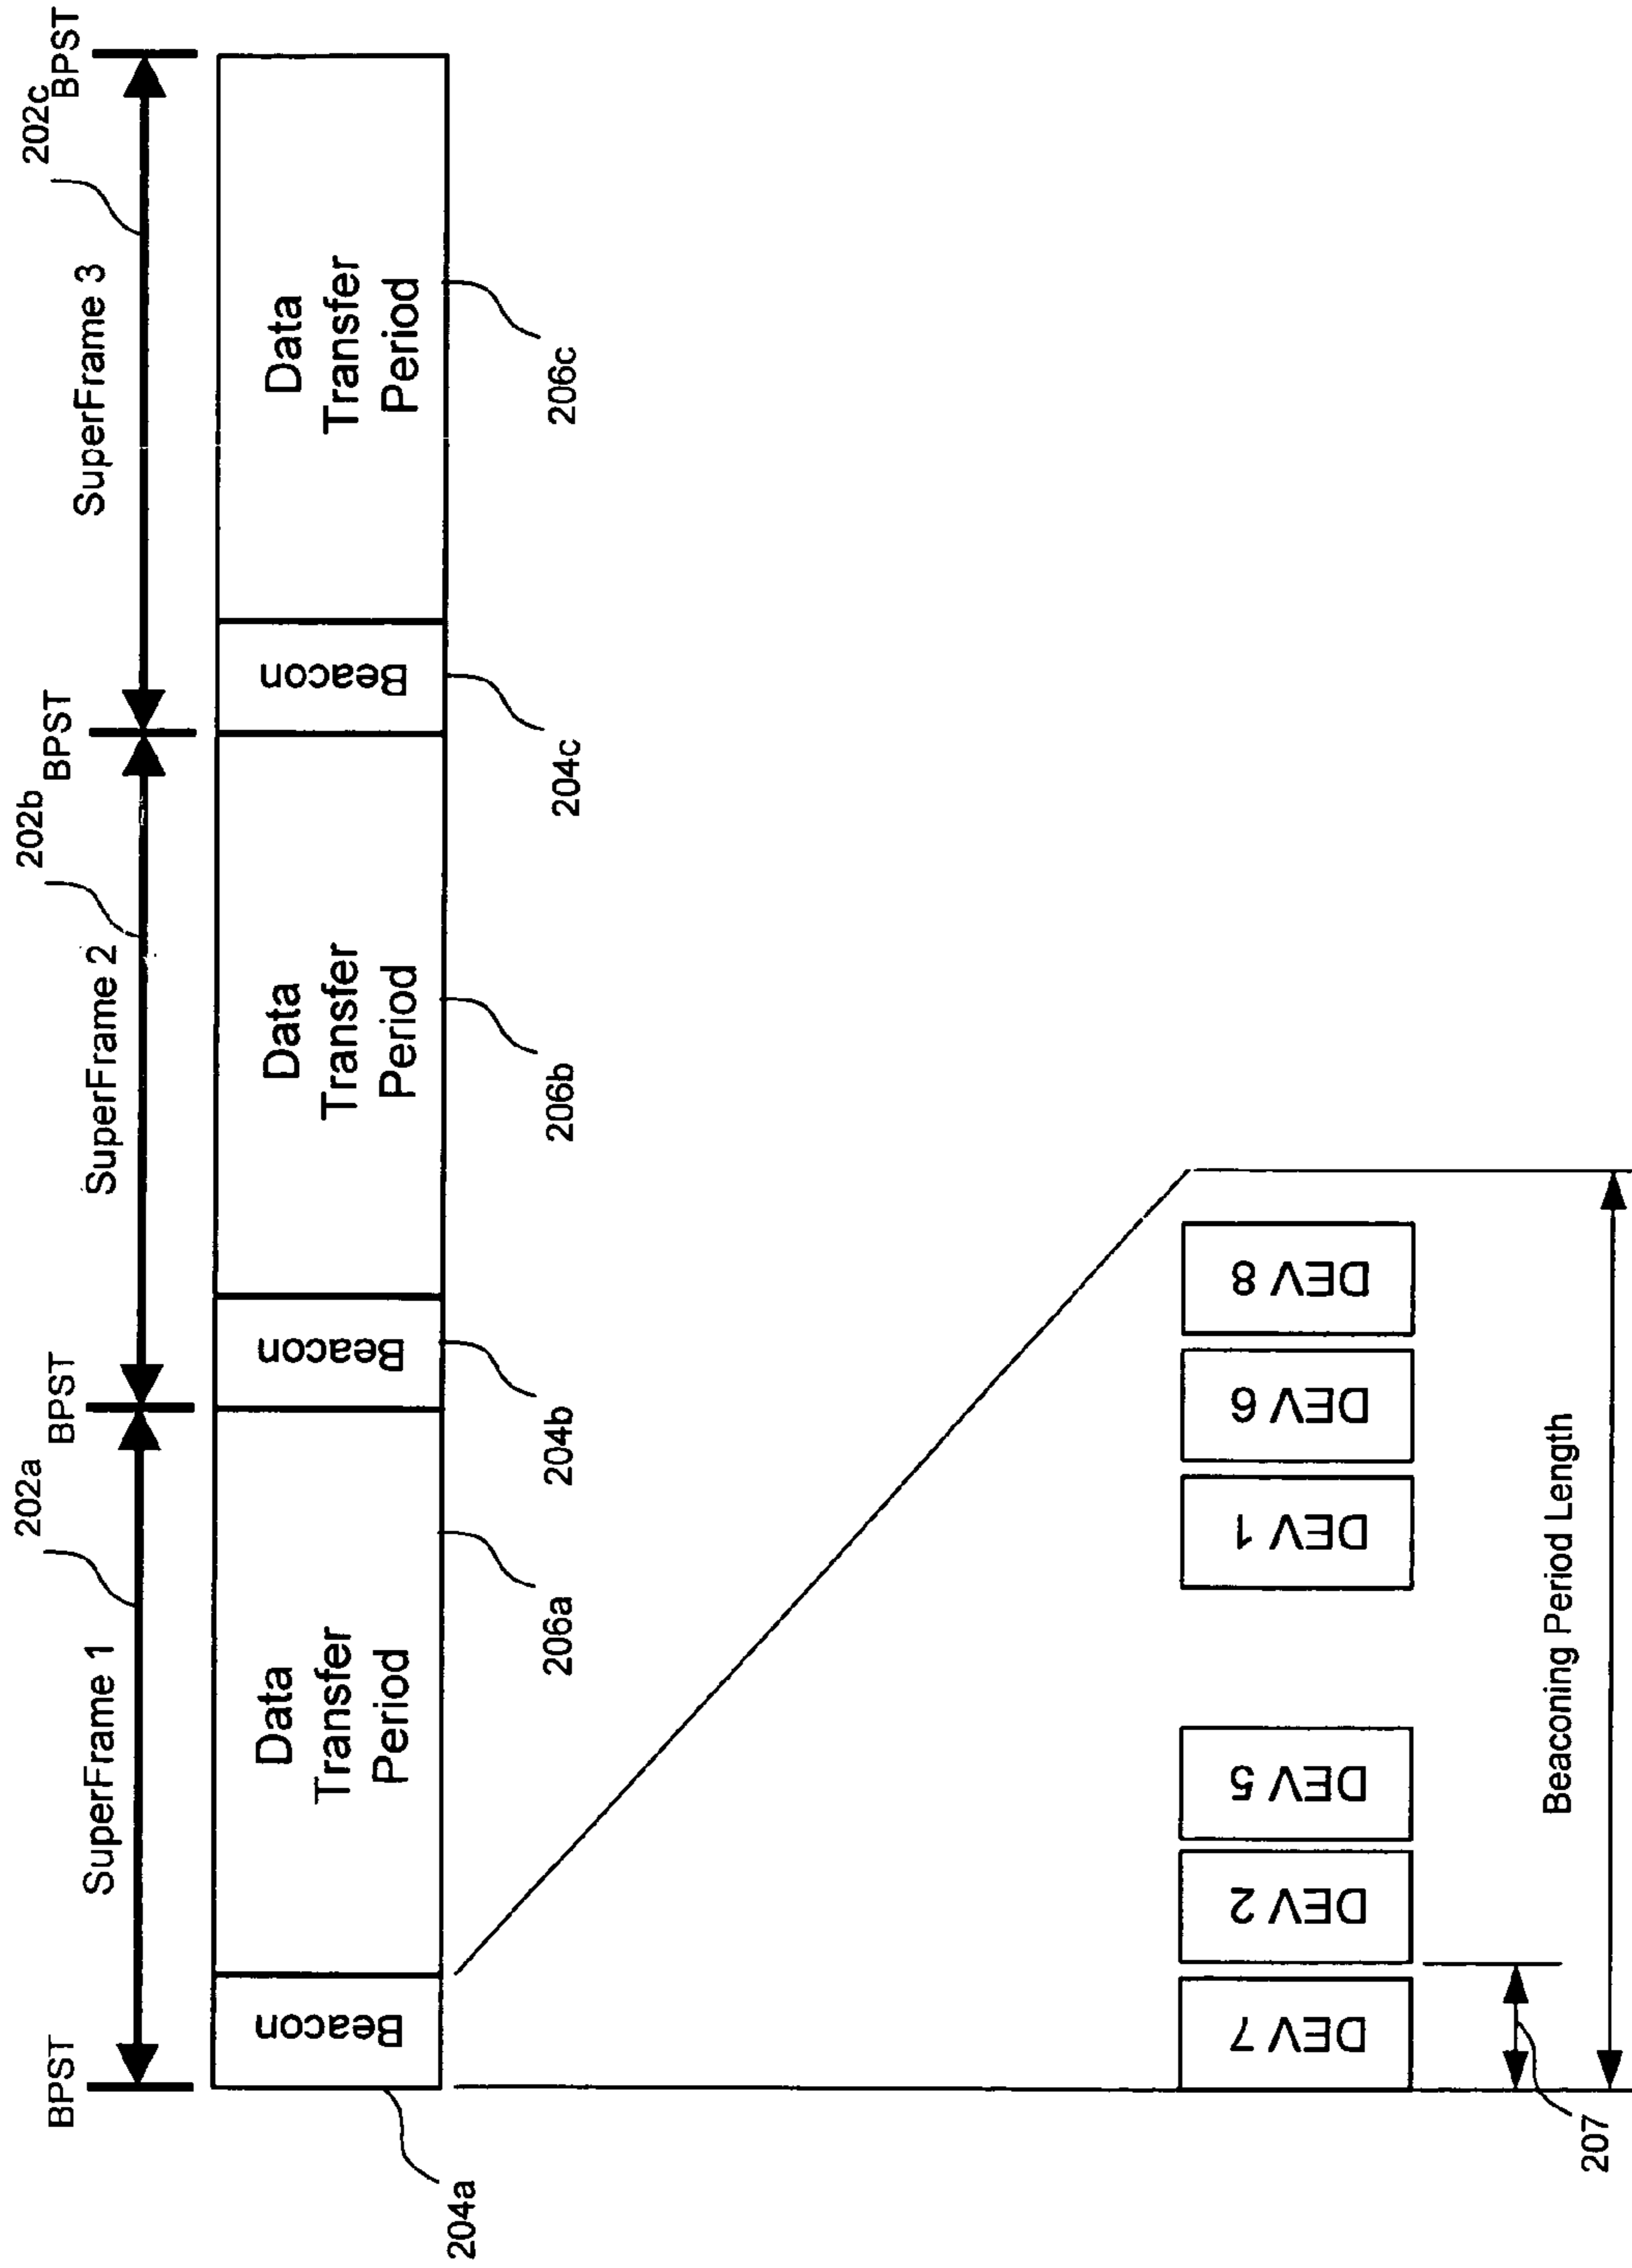 202a
202b
202c
SuperFrame 1
SuperFrame 2
SuperFrame 3
BPST
BPST
BPST
BPST
Beacon
Data
Transfer
Period
Beacon
Data
Transfer
Period
Beacon
Data
Transfer
Period
204a
206a
204b
206b
204c
206c
DEV 7
DEV 2
DEV 5
DEV 1
DEV 6
DEV 8
207
Beaconing Period Length